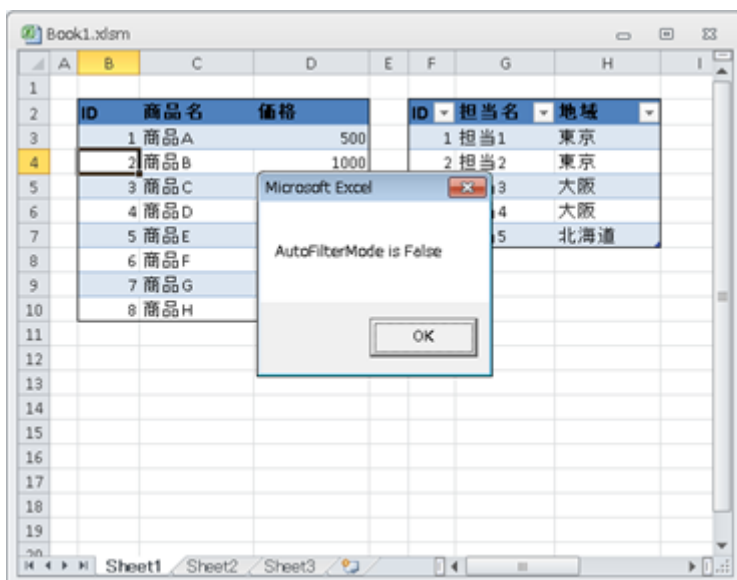 Book1.xlsm
A B C D E F G H I
1
2 ID 商品名 価格 ID 担当名 地域
3 1 商品A 500 1 担当1 東京
4 2 商品B 1000 2 担当2 東京
5 3 商品C 3 大阪
6 4 商品D 4 大阪
7 5 商品E 5 北海道
8 6 商品F
9 7 商品G
10 8 商品H
Microsoft Excel
AutoFilterMode is False
OK
11
12
13
14
15
16
17
18
19
20
Sheet1 Sheet2 Sheet3